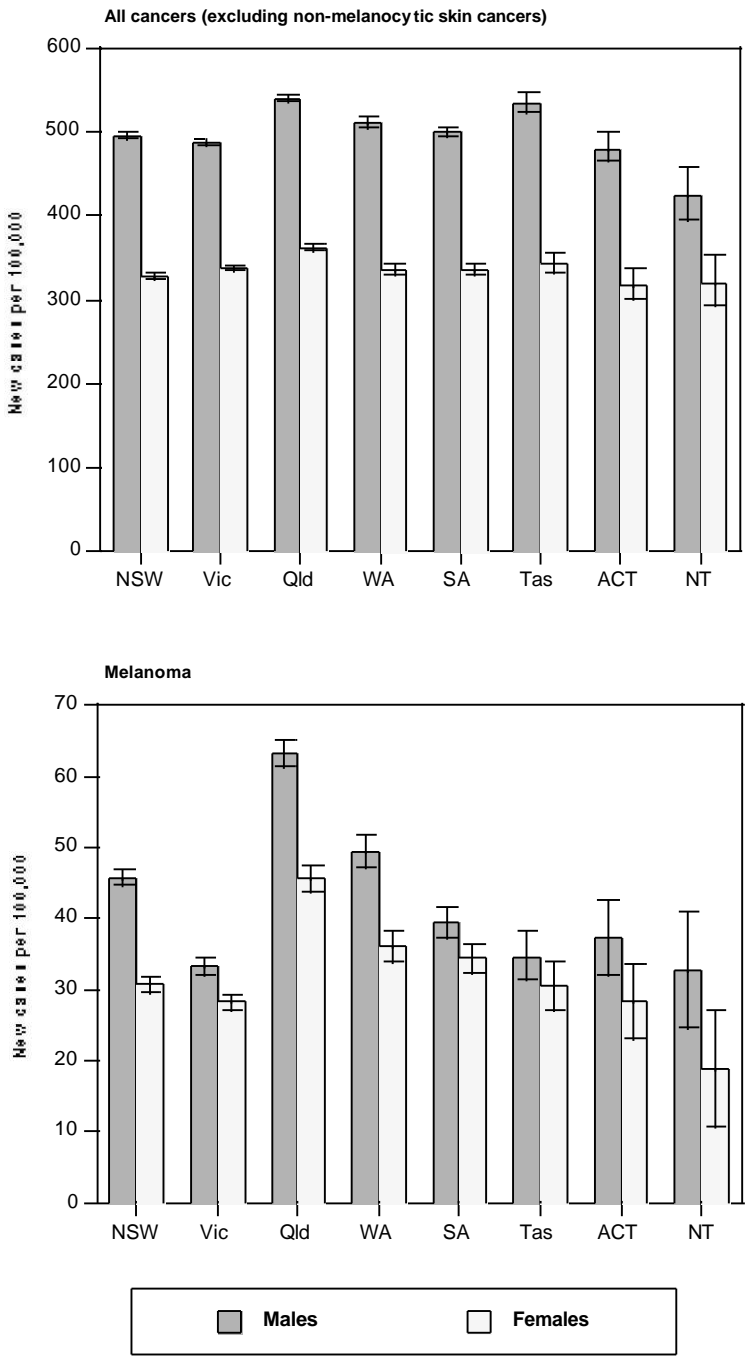 All cancers (excluding non-melanocytic skin cancers)
600
500
400
300
200
100
0
New cases per 100,000
NSW Vic Qld WA SA Tas ACT NT
Melanoma
70
60
50
40
30
20
10
0
New cases per 100,000
NSW Vic Qld WA SA Tas ACT NT
Males Females